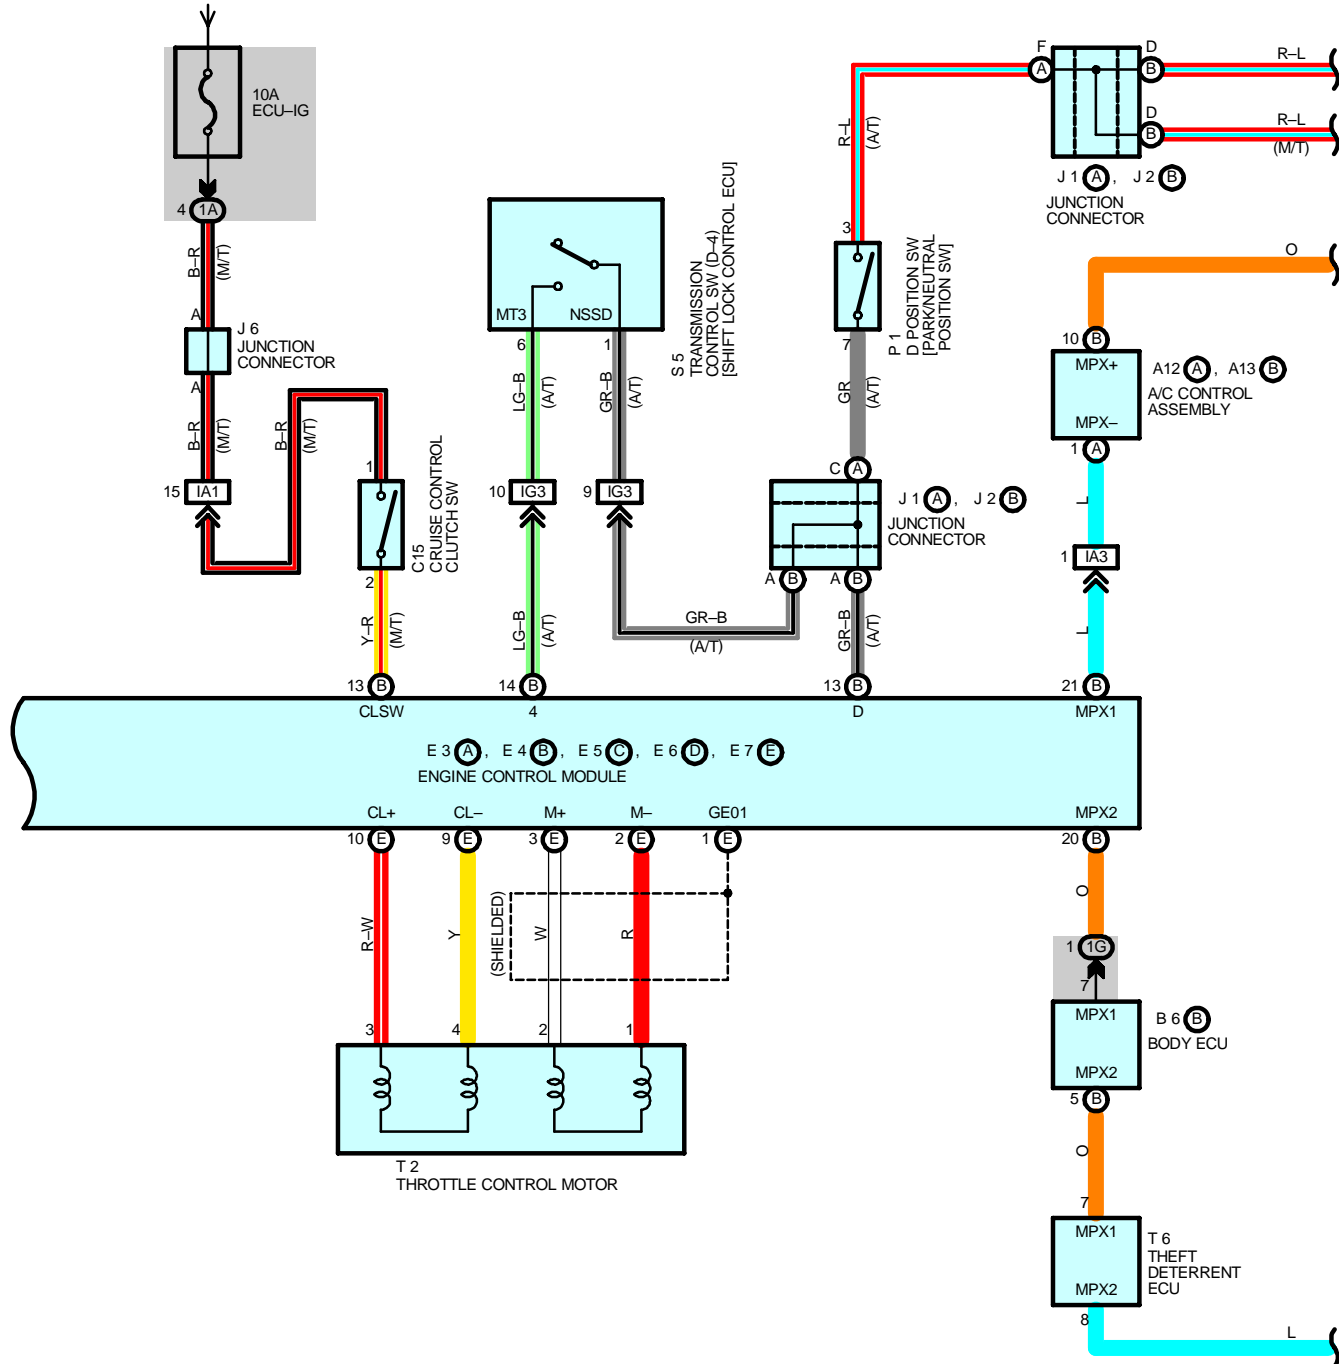 10A
ECU–IG
4 1A
B–R
(M/T)
A
J 6
JUNCTION
CONNECTOR
A
B–R
(M/T)
15 IA1
B–R
(M/T)
1
C15
CRUISE CONTROL
CLUTCH SW
2
Y–R
(M/T)
13 B
MT3 NSSD
6 1
S 5
TRANSMISSION
CONTROL SW (D–4)
[SHIFT LOCK CONTROL ECU]
LG–B
(A/T)
GR–B
(A/T)
10 IG3
9 IG3
LG–B
(A/T)
GR–B
(A/T)
14 B
F A
D B
R–L
D B
R–L
(M/T)
J 1 A , J 2 B
JUNCTION
CONNECTOR
R–L
(A/T)
3
P 1
D POSITION SW
[PARK/NEUTRAL
POSITION SW]
7
GR
(A/T)
C A
J 1 A , J 2 B
JUNCTION
CONNECTOR
A B
A B
GR–B
(A/T)
13 B
O
10 B
MPX+
A12 A , A13 B
A/C CONTROL
ASSEMBLY
MPX–
1 A
L
1 IA3
L
21 B
CLSW 4 D MPX1
E 3 A , E 4 B , E 5 C , E 6 D , E 7 E
ENGINE CONTROL MODULE
CL+ CL– M+ M– GE01 MPX2
10 E 9 E 3 E 2 E 1 E 20 B
R–W
Y
(SHIELDED)
W
R
3 4 2 1
T 2
THROTTLE CONTROL MOTOR
O
1 1G
7
MPX1
B 6 B
BODY ECU
MPX2
5 B
O
7
MPX1
T 6
THEFT
DETERRENT
ECU
MPX2
8
L